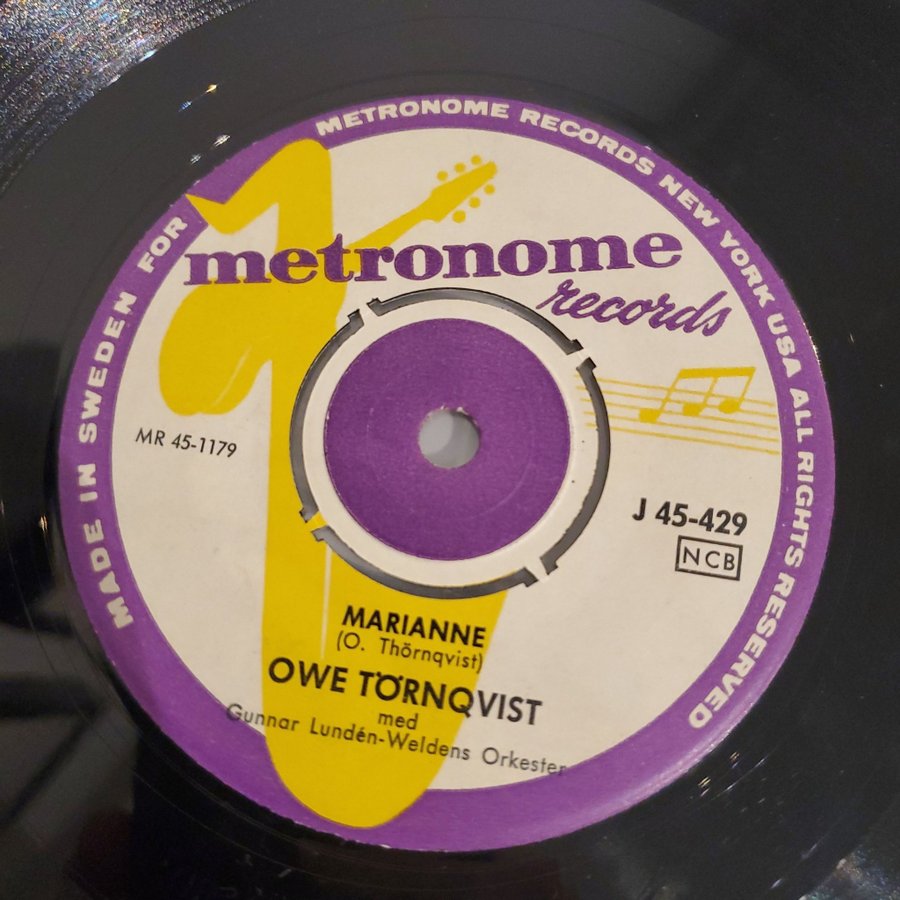 MADE IN SWEDEN FOR METRONOME RECORDS NEW YORK USA ALL RIGHTS RESERVED
metronome
records
MR 45-1179
J 45-429
NCB
MARIANNE
(O. Thörnqvist)
OWE TÖRNQVIST
med
Gunnar Lundén-Weldens Orkester